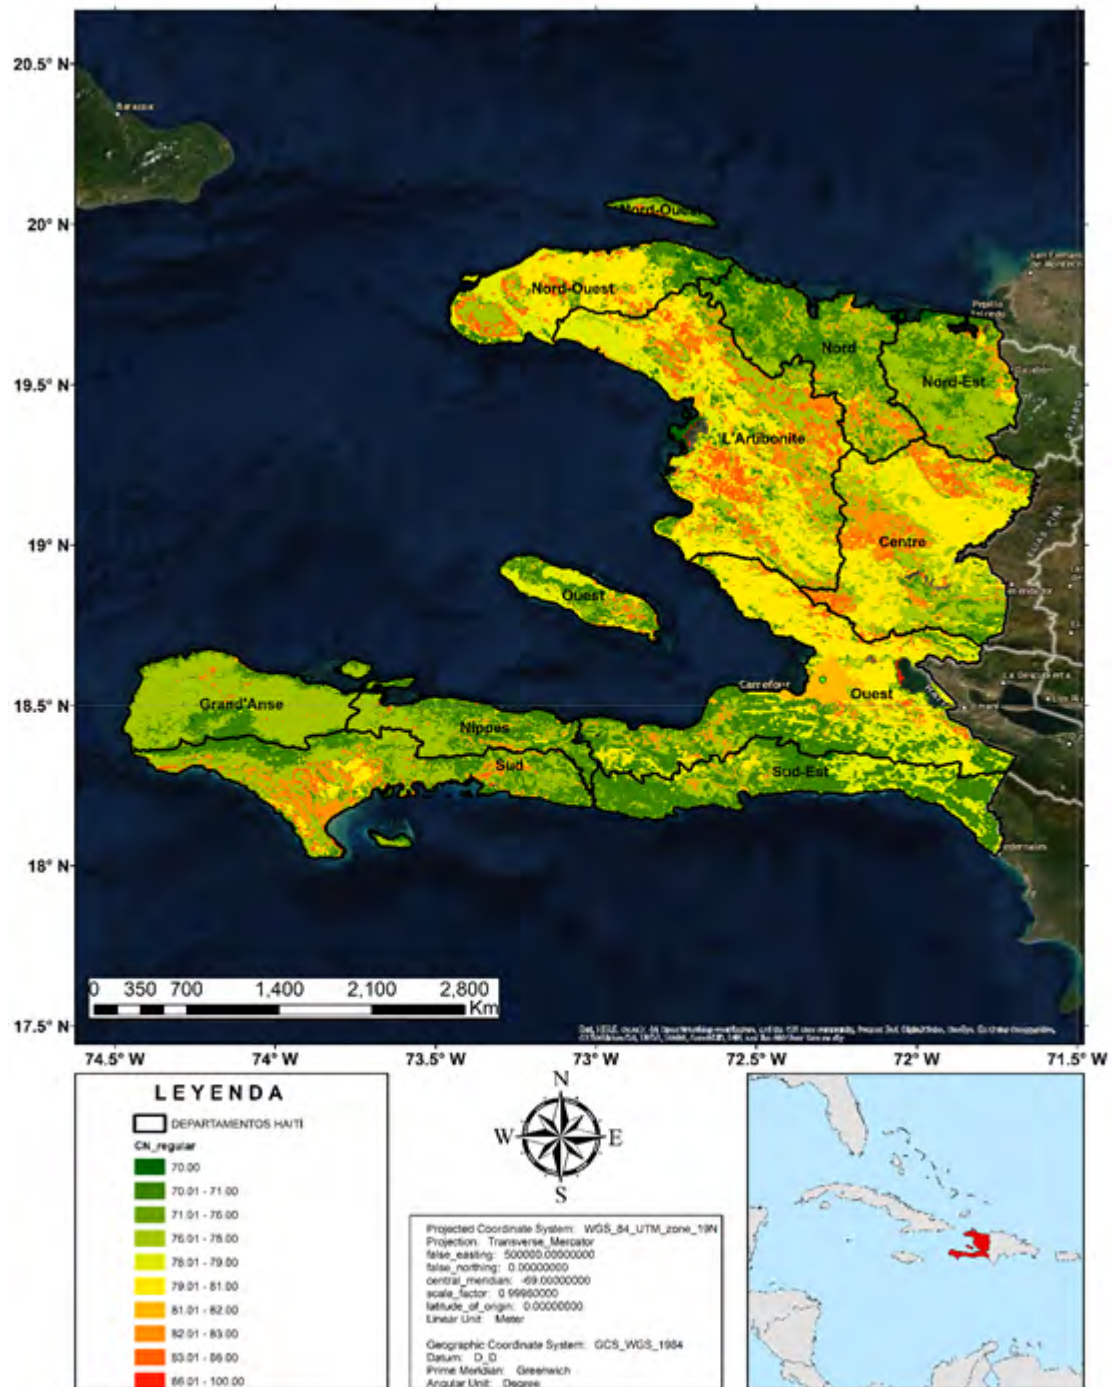 20.5° N
Baracoa
20° N
Nord-Ouest
Nord-Ouest
Nord
19.5° N
Nord-Est
L'Artibonite
19° N
Centre
Ouest
Grand'Anse
Carrefour
18.5° N
Ouest
Nippes
Sud
Sud-Est
18° N
0 350 700 1,400 2,100 2,800
Km
17.5° N
74.5° W 74° W 73.5° W 73° W 72.5° W 72° W 71.5° W
LEYENDA
DEPARTAMENTOS HAITÍ
CN_regular
70.00
70.01 - 71.00
71.01 - 76.00
76.01 - 78.00
78.01 - 79.00
79.01 - 81.00
81.01 - 82.00
82.01 - 83.00
83.01 - 86.00
86.01 - 100.00
N
W E
S
Projected Coordinate System: WGS_84_UTM_zone_19N
Projection: Transverse_Mercator
false_easting: 500000.00000000
false_northing: 0.00000000
central_meridian: -69.00000000
scale_factor: 0.99960000
latitude_of_origin: 0.00000000
Linear Unit: Meter
Geographic Coordinate System: GCS_WGS_1984
Datum: D_D
Prime Meridian: Greenwich
Angular Unit: Degree